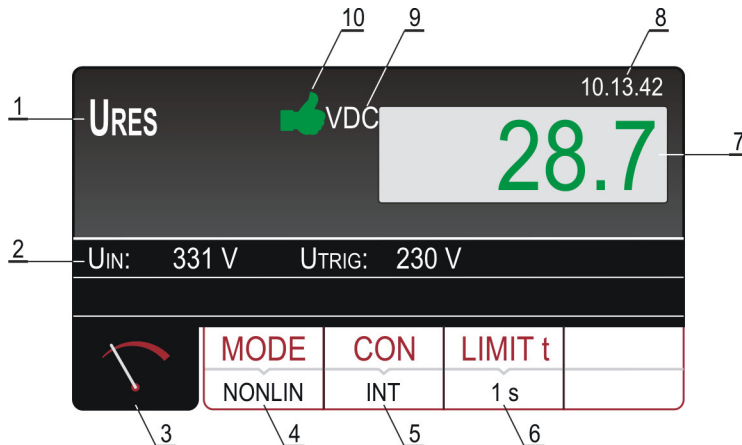 10 9 8
10.13.42
1 URES VDC
28.7 7
2 UIN: 331 V UTRIG: 230 V
MODE CON LIMIT t
NONLIN INT 1 s
3 4 5 6